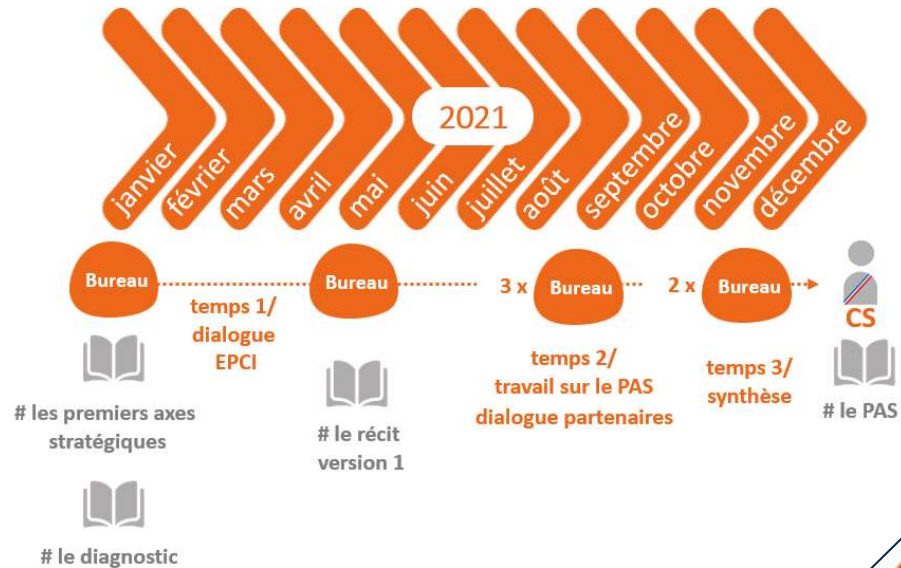 2021
janvier
février
mars
avril
mai
juin
juillet
août
septembre
octobre
novembre
décembre
Bureau
temps 1/
dialogue
EPCI
Bureau
3 x
Bureau
2 x
Bureau
CS
temps 2/
travail sur le PAS
dialogue partenaires
temps 3/
synthèse
# les premiers axes
stratégiques
# le récit
version 1
# le PAS
# le diagnostic